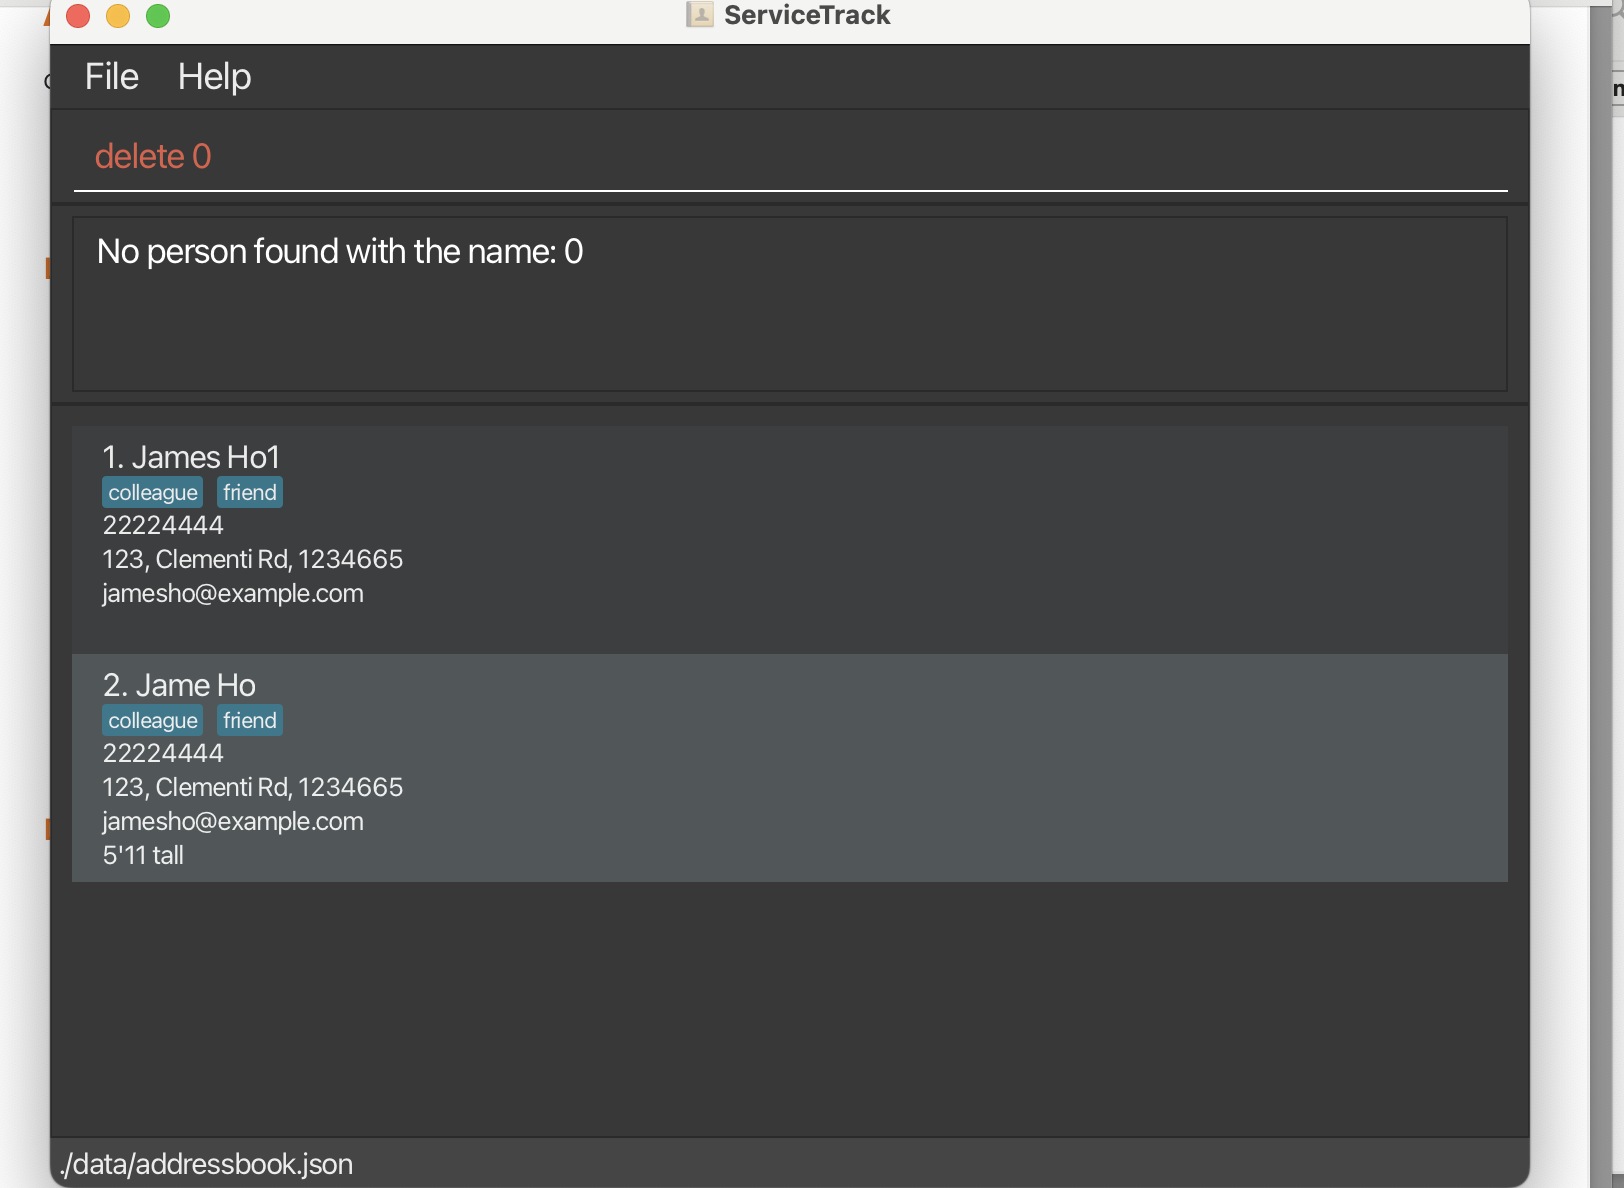 ServiceTrack
File Help
delete 0
No person found with the name: 0
1. James Ho1
colleague friend
22224444
123, Clementi Rd, 1234665
jamesho@example.com
2. Jame Ho
colleague friend
22224444
123, Clementi Rd, 1234665
jamesho@example.com
5'11 tall
./data/addressbook.json